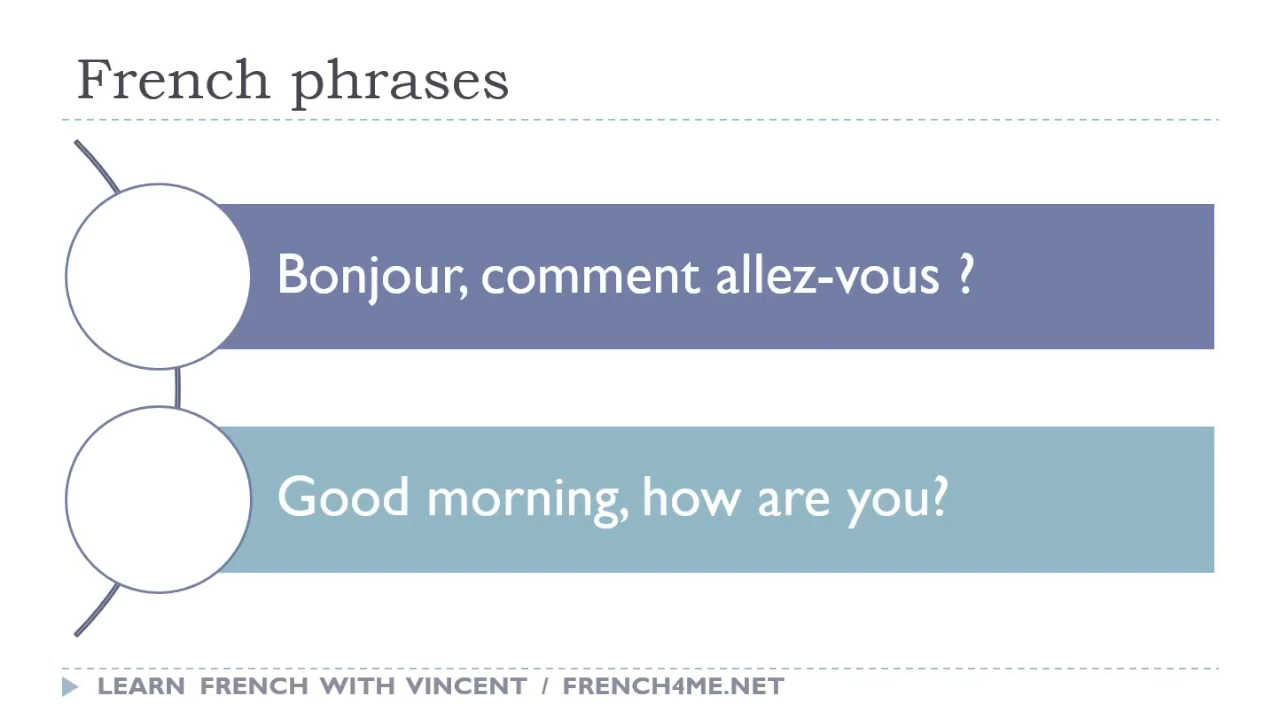 French phrases
Bonjour, comment allez-vous ?
Good morning, how are you?
LEARN FRENCH WITH VINCENT / FRENCH4ME.NET